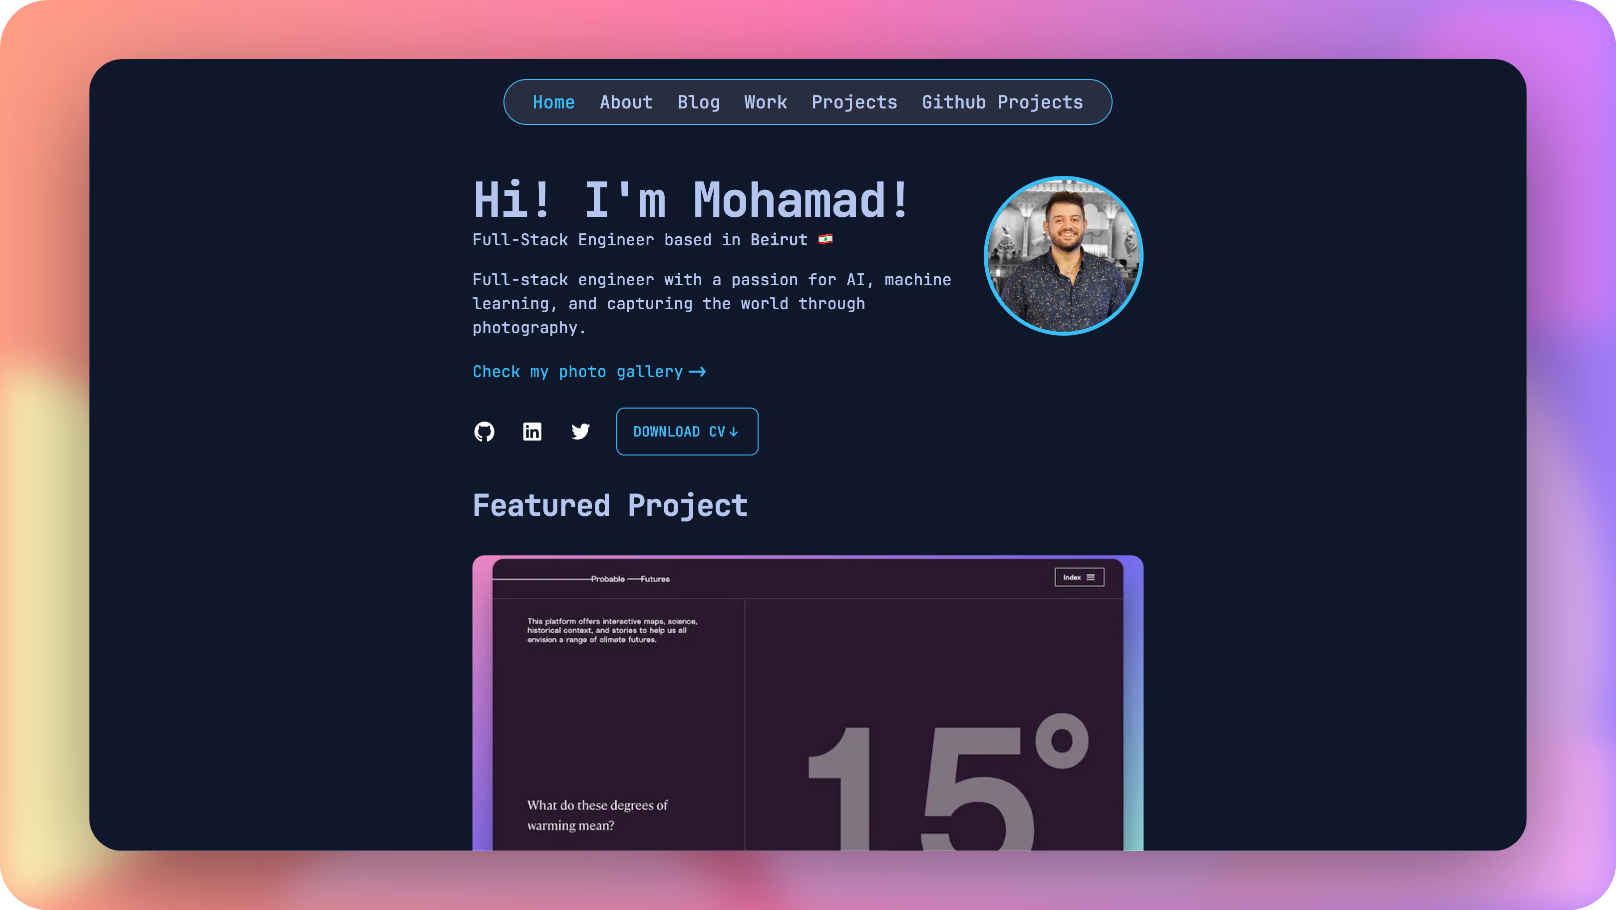 Home About Blog Work Projects Github Projects
Hi! I'm Mohamad!
Full-Stack Engineer based in Beirut 🇱🇧
Full-stack engineer with a passion for AI, machine
learning, and capturing the world through
photography.
Check my photo gallery →
DOWNLOAD CV ↓
Featured Project
Probable Futures
Index
This platform offers interactive maps, science,
historical context, and stories to help us all
envision a range of climate futures.
15°
What do these degrees of
warming mean?